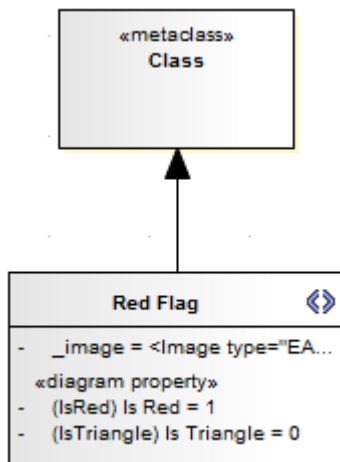 «metaclass»
Class
Red Flag
- _image = <Image type="EA...
«diagram property»
- (IsRed) Is Red = 1
- (IsTriangle) Is Triangle = 0